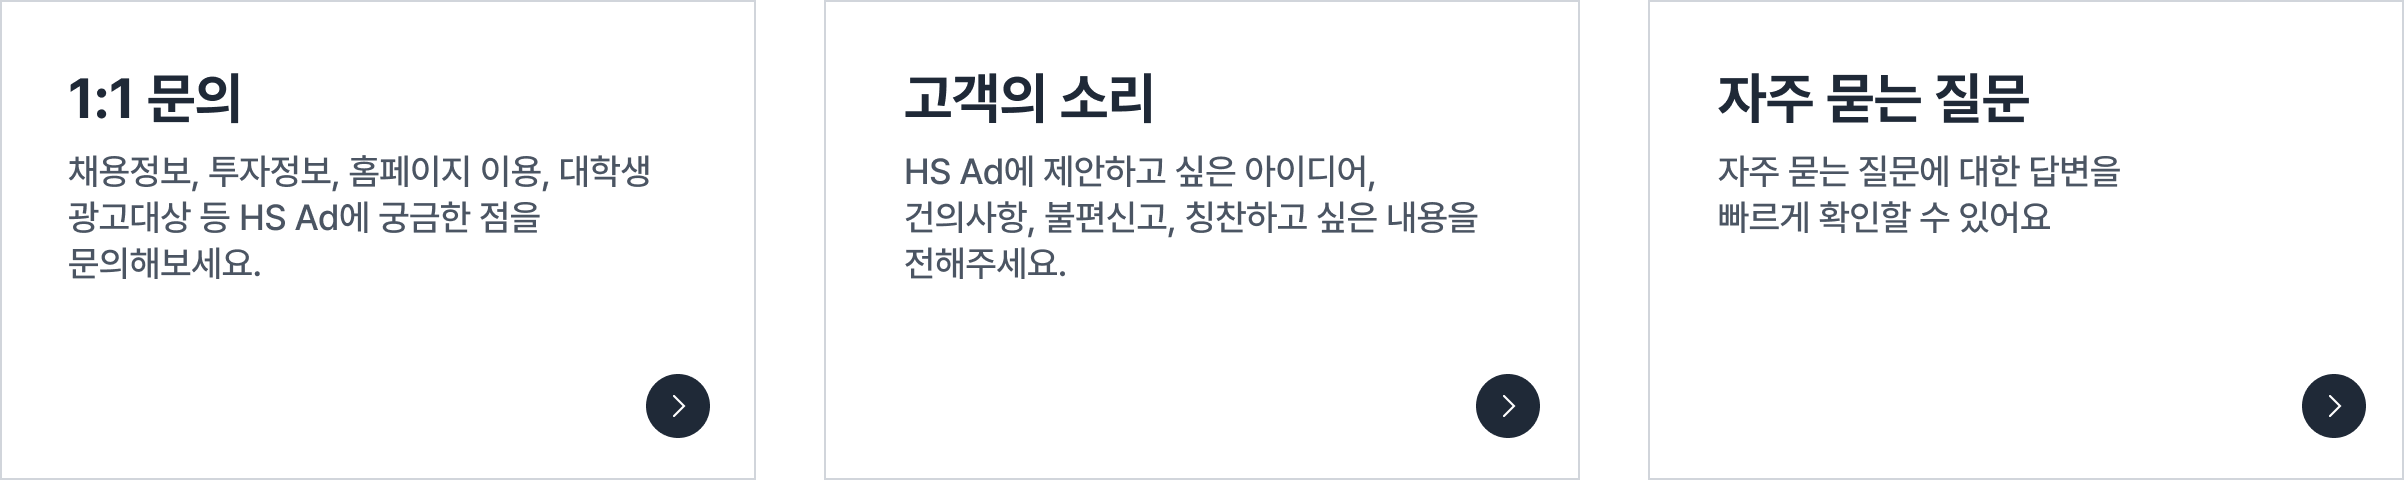 1:1 문의
채용정보, 투자정보, 홈페이지 이용, 대학생
광고대상 등 HS Ad에 궁금한 점을
문의해보세요.
고객의 소리
HS Ad에 제안하고 싶은 아이디어,
건의사항, 불편신고, 칭찬하고 싶은 내용을
전해주세요.
자주 묻는 질문
자주 묻는 질문에 대한 답변을
빠르게 확인할 수 있어요